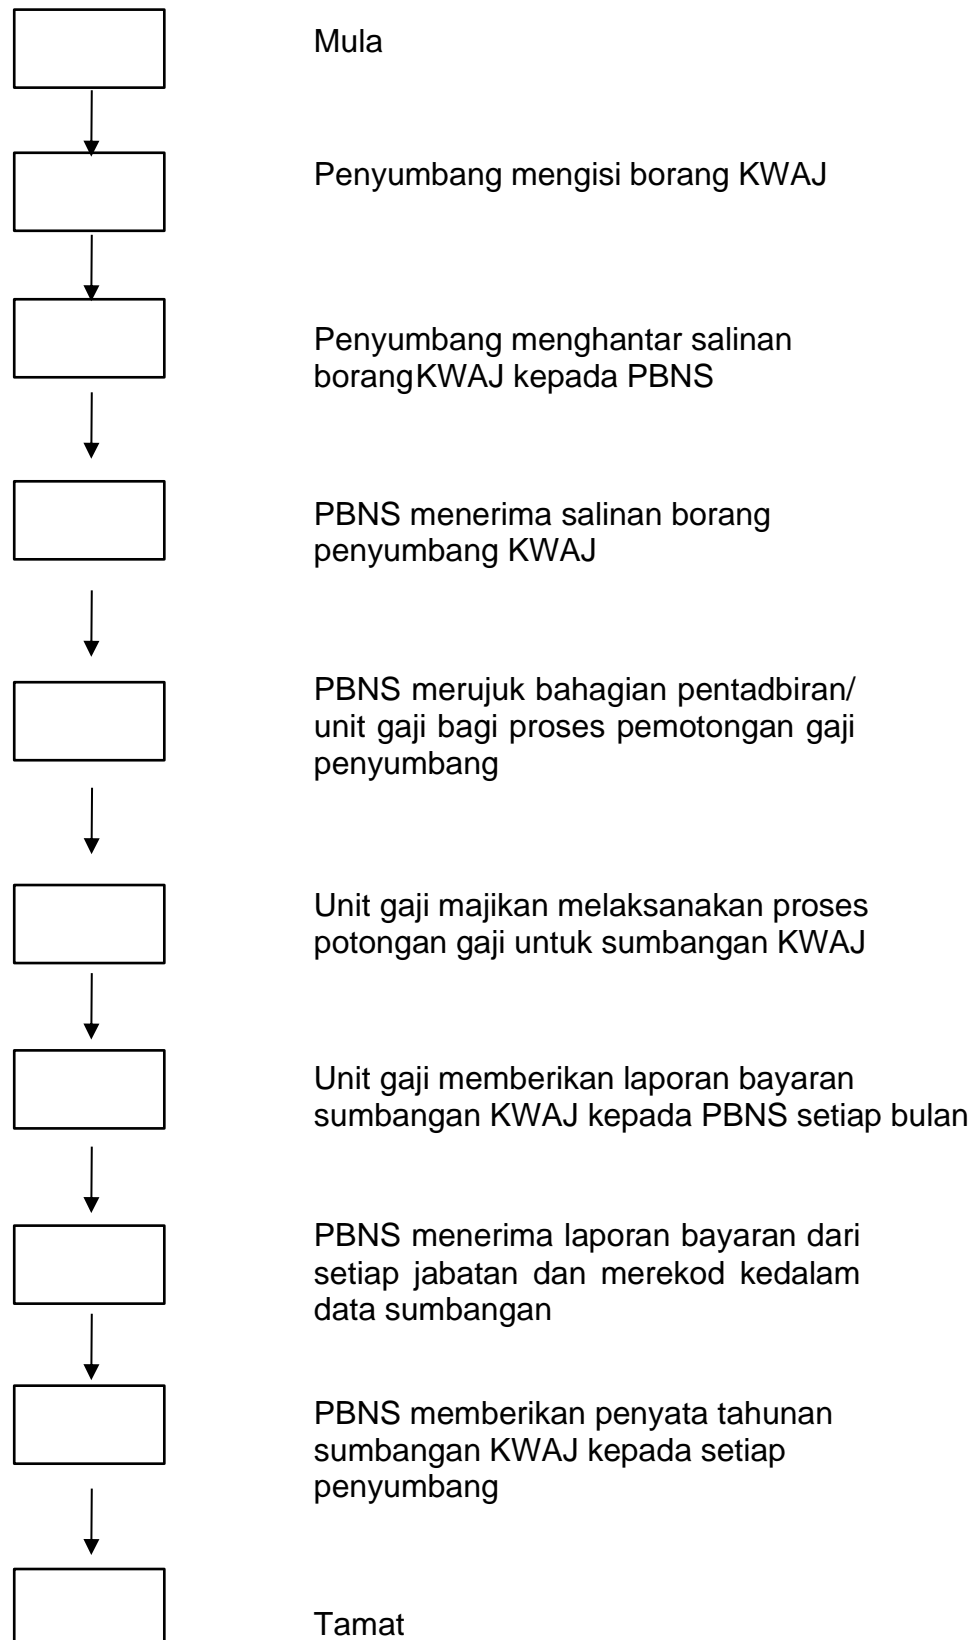 Mula
Penyumbang mengisi borang KWAJ
Penyumbang menghantar salinan
borangKWAJ kepada PBNS
PBNS menerima salinan borang
penyumbang KWAJ
PBNS merujuk bahagian pentadbiran/
unit gaji bagi proses pemotongan gaji
penyumbang
Unit gaji majikan melaksanakan proses
potongan gaji untuk sumbangan KWAJ
Unit gaji memberikan laporan bayaran
sumbangan KWAJ kepada PBNS setiap bulan
PBNS menerima laporan bayaran dari
setiap jabatan dan merekod kedalam
data sumbangan
PBNS memberikan penyata tahunan
sumbangan KWAJ kepada setiap
penyumbang
Tamat